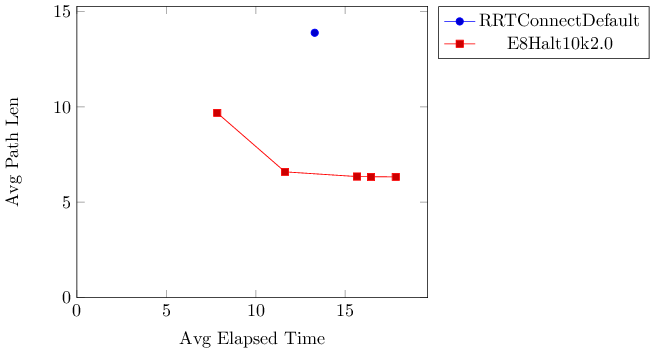 15
10
5
0
0 5 10 15
Avg Path Len
Avg Elapsed Time
RRTConnectDefault
E8Halt10k2.0